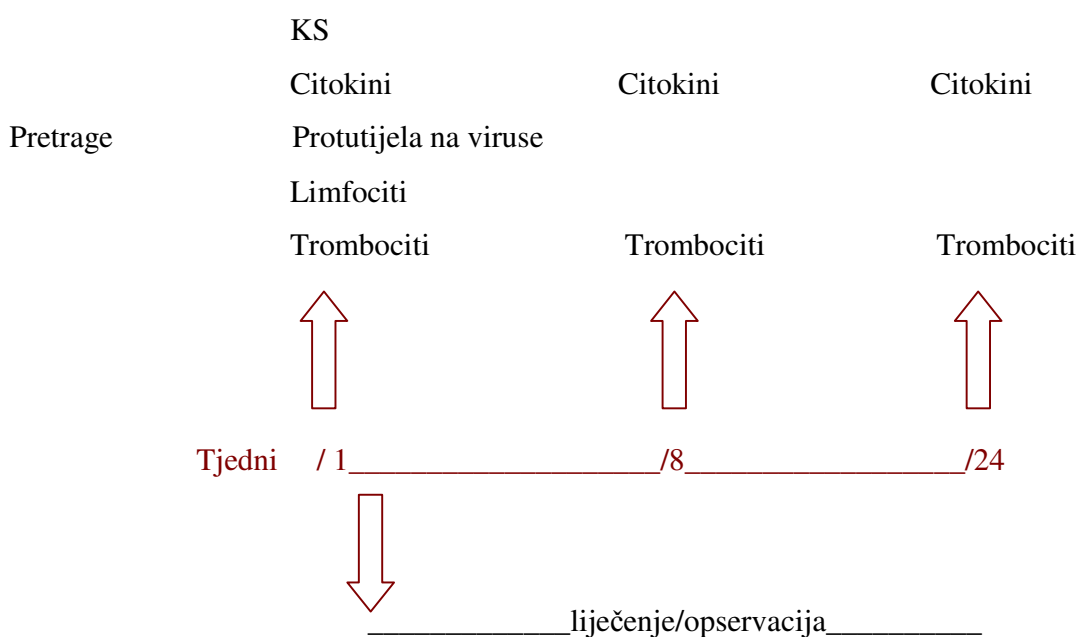 KS
Citokini Citokini Citokini
Pretrage Protutijela na viruse
Limfociti
Trombociti Trombociti Trombociti
Tjedni / 1____________________/8__________________/24
_____________liječenje/opservacija__________